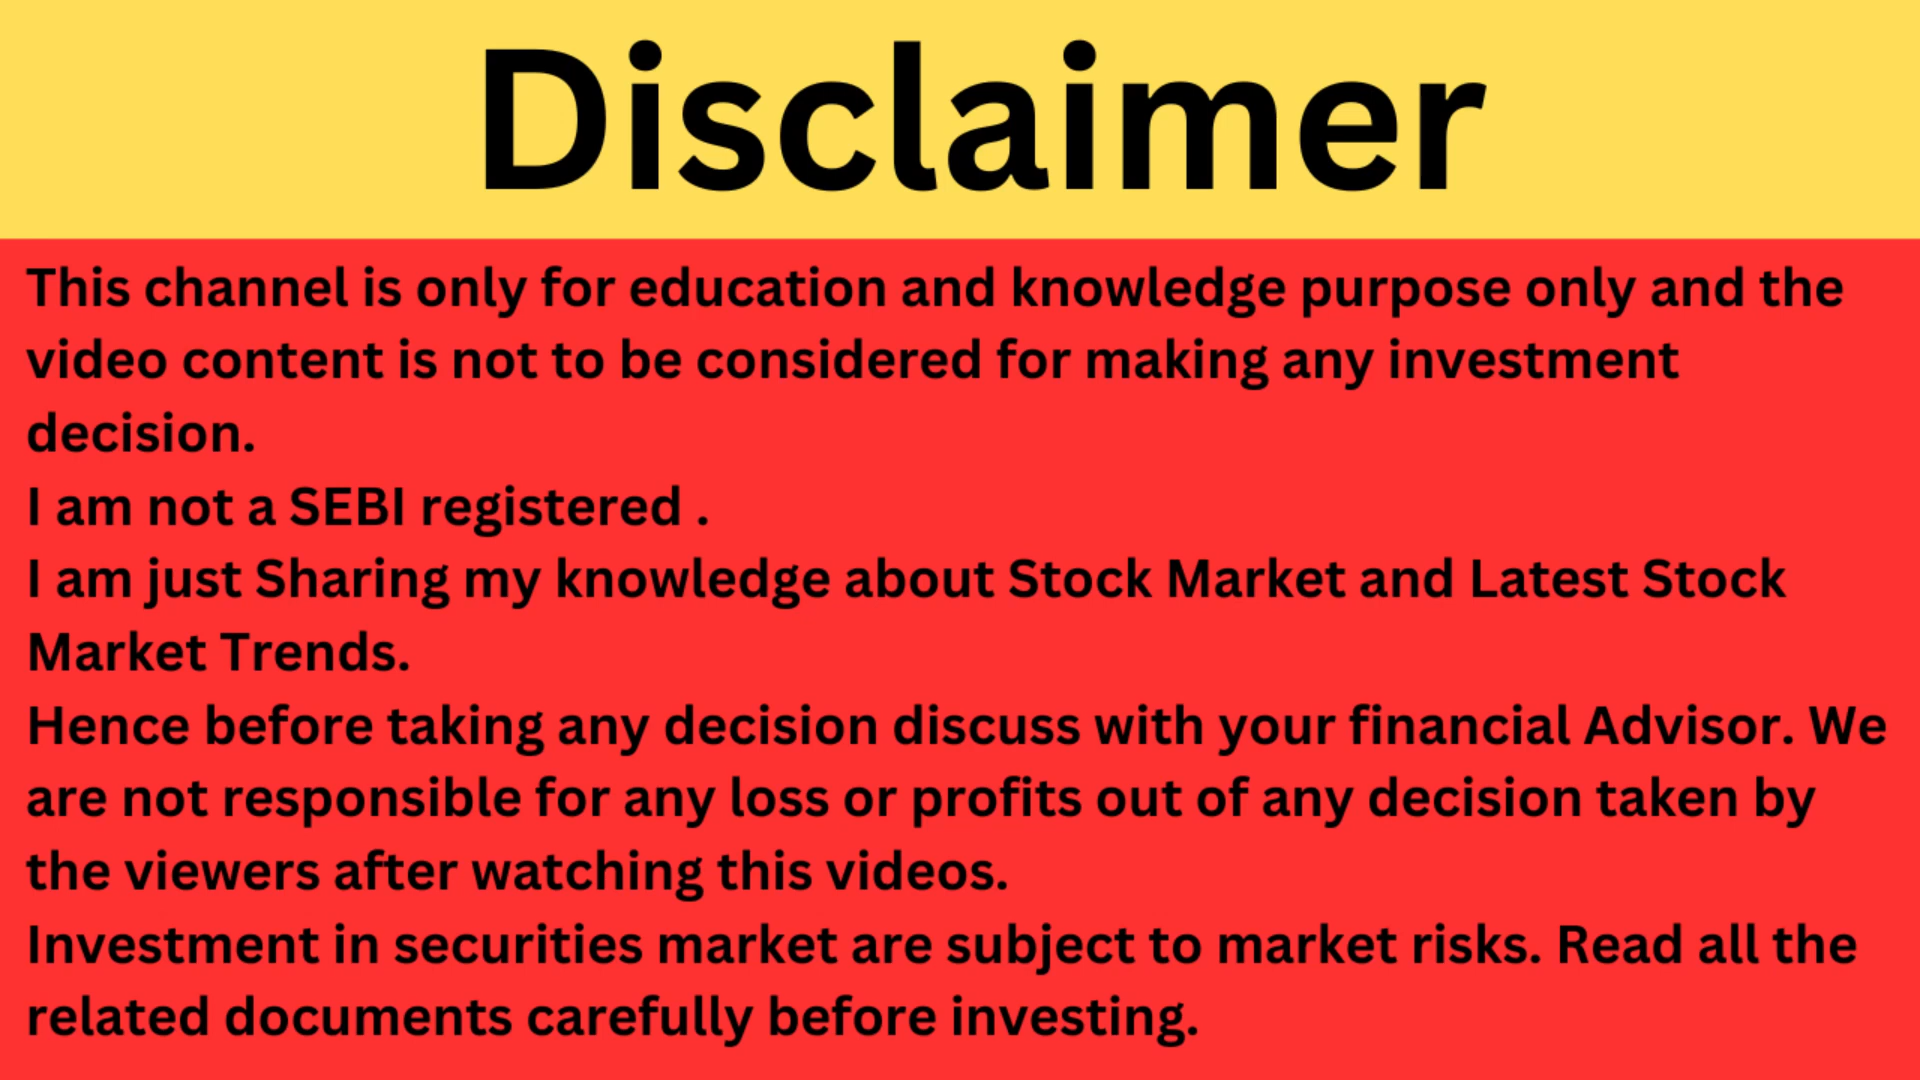 Disclaimer
This channel is only for education and knowledge purpose only and the
video content is not to be considered for making any investment
decision.
I am not a SEBI registered .
I am just Sharing my knowledge about Stock Market and Latest Stock
Market Trends.
Hence before taking any decision discuss with your financial Advisor. We
are not responsible for any loss or profits out of any decision taken by
the viewers after watching this videos.
Investment in securities market are subject to market risks. Read all the
related documents carefully before investing.